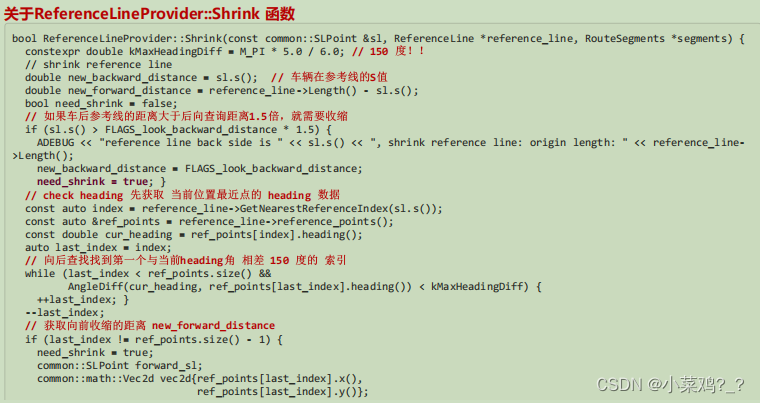 关于ReferenceLineProvider::Shrink 函数
bool ReferenceLineProvider::Shrink(const common::SLPoint &sl, ReferenceLine *reference_line, RouteSegments *segments) {
constexpr double kMaxHeadingDiff = M_PI * 5.0 / 6.0; // 150 度！！
// shrink reference line
double new_backward_distance = sl.s(); // 车辆在参考线的S值
double new_forward_distance = reference_line->Length() - sl.s();
bool need_shrink = false;
// 如果车后参考线的距离大于后向查询距离1.5倍，就需要收缩
if (sl.s() > FLAGS_look_backward_distance * 1.5) {
ADEBUG << "reference line back side is " << sl.s() << ", shrink reference line: origin length: " << reference_line-
>Length();
new_backward_distance = FLAGS_look_backward_distance;
need_shrink = true; }
// check heading 先获取 当前位置最近点的 heading 数据
const auto index = reference_line->GetNearestReferenceIndex(sl.s());
const auto &ref_points = reference_line->reference_points();
const double cur_heading = ref_points[index].heading();
auto last_index = index;
// 向后查找找到第一个与当前heading角 相差 150 度的 索引
while (last_index < ref_points.size() &&
AngleDiff(cur_heading, ref_points[last_index].heading()) < kMaxHeadingDiff) {
++last_index; }
--last_index;
// 获取向前收缩的距离 new_forward_distance
if (last_index != ref_points.size() - 1) {
need_shrink = true;
common::SLPoint forward_sl;
common::math::Vec2d vec2d{ref_points[last_index].x(),
ref_points[last_index].y()};
CSDN @小菜鸡?_?